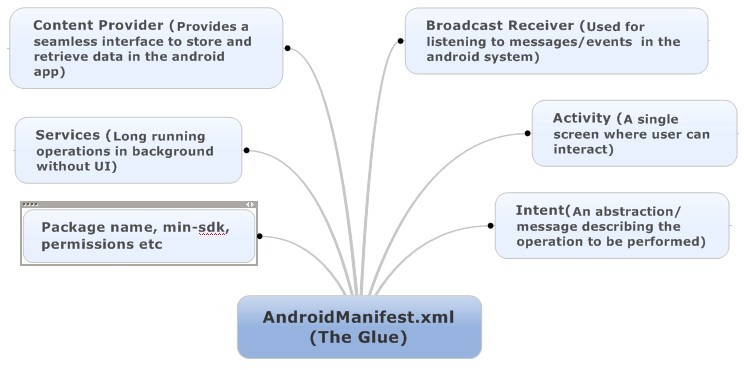 Content Provider (Provides a
seamless interface to store and
retrieve data in the android
app)
Broadcast Receiver (Used for
listening to messages/events in the
android system)
Services (Long running
operations in background
without UI)
Activity (A single
screen where user can
interact)
Package name, min-sdk,
permissions etc
Intent(An abstraction/
message describing the
operation to be performed)
AndroidManifest.xml
(The Glue)